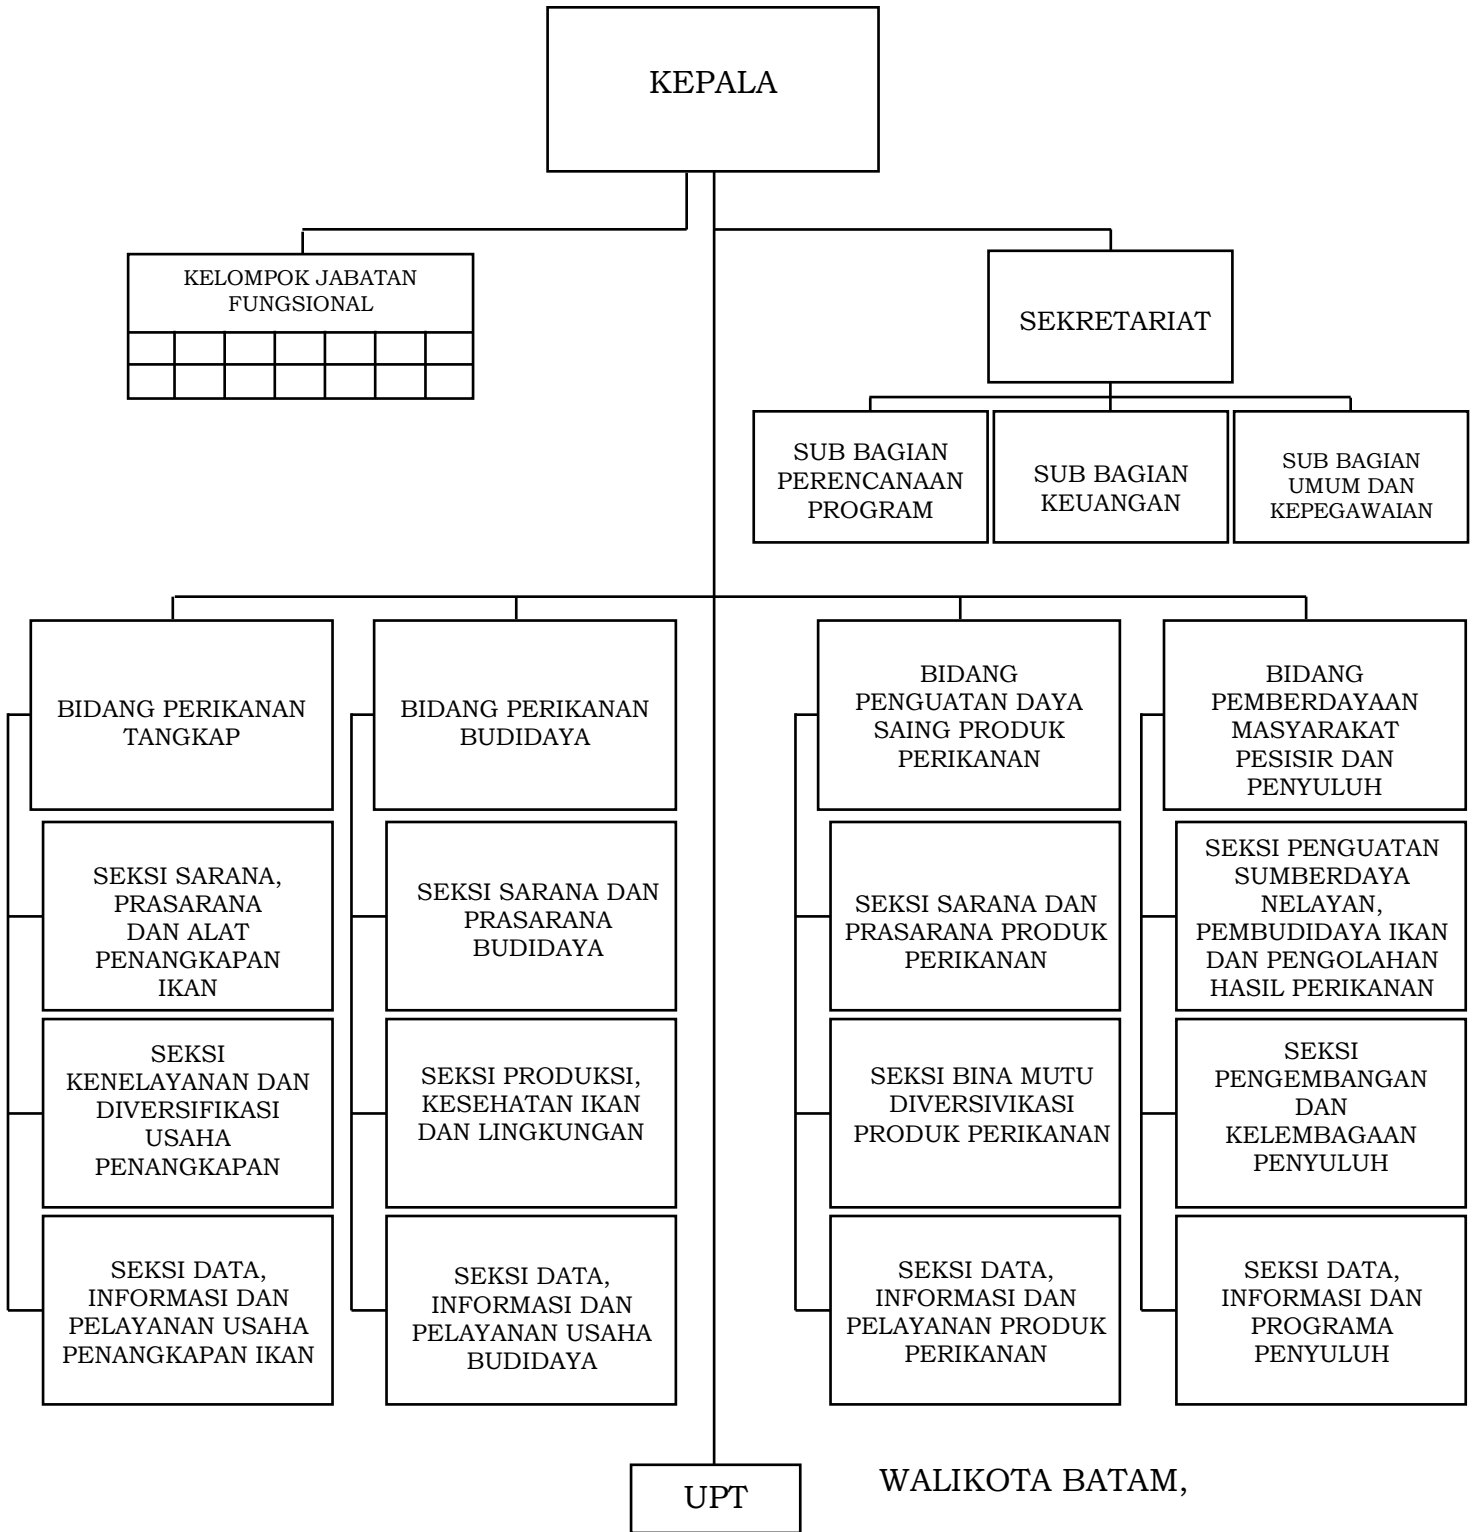 KEPALA
KELOMPOK JABATAN
FUNGSIONAL
SEKRETARIAT
SUB BAGIAN
PERENCANAAN
PROGRAM
SUB BAGIAN
KEUANGAN
SUB BAGIAN
UMUM DAN
KEPEGAWAIAN
BIDANG PERIKANAN
TANGKAP
BIDANG PERIKANAN
BUDIDAYA
BIDANG
PENGUATAN DAYA
SAING PRODUK
PERIKANAN
BIDANG
PEMBERDAYAAN
MASYARAKAT
PESISIR DAN
PENYULUH
SEKSI SARANA,
PRASARANA
DAN ALAT
PENANGKAPAN
IKAN
SEKSI SARANA DAN
PRASARANA
BUDIDAYA
SEKSI SARANA DAN
PRASARANA PRODUK
PERIKANAN
SEKSI PENGUATAN
SUMBERDAYA
NELAYAN,
PEMBUDIDAYA IKAN
DAN PENGOLAHAN
HASIL PERIKANAN
SEKSI
KENELAYANAN DAN
DIVERSIFIKASI
USAHA
PENANGKAPAN
SEKSI PRODUKSI,
KESEHATAN IKAN
DAN LINGKUNGAN
SEKSI BINA MUTU
DIVERSIVIKASI
PRODUK PERIKANAN
SEKSI
PENGEMBANGAN
DAN
KELEMBAGAAN
PENYULUH
SEKSI DATA,
INFORMASI DAN
PELAYANAN USAHA
PENANGKAPAN IKAN
SEKSI DATA,
INFORMASI DAN
PELAYANAN USAHA
BUDIDAYA
SEKSI DATA,
INFORMASI DAN
PELAYANAN PRODUK
PERIKANAN
SEKSI DATA,
INFORMASI DAN
PROGRAMA
PENYULUH
UPT
WALIKOTA BATAM,